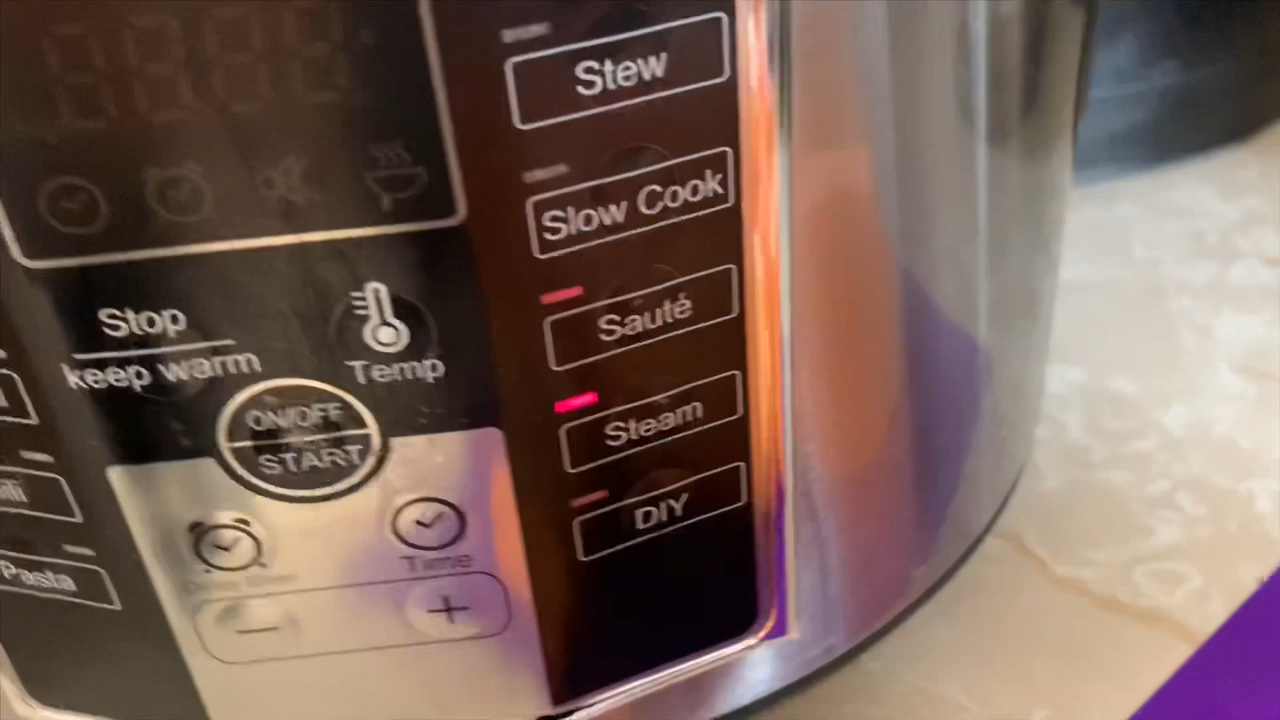 Stew
Slow Cook
Sauté
Steam
DIY
Stop
keep warm
Temp
ON/OFF
START
Time
− +
Pasta